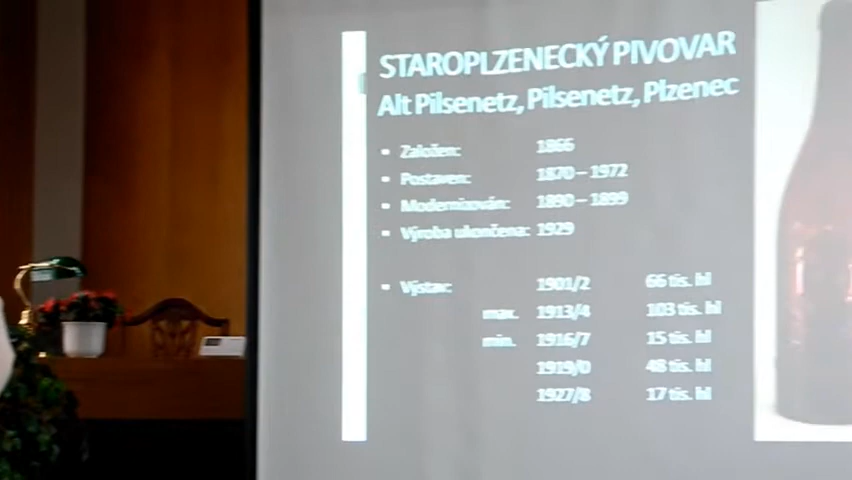 STAROPLZENECKÝ PIVOVAR
Alt Pilsenetz, Pilsenetz, Plzenec
▪ Založen: 1866
▪ Postaven: 1870 – 1972
▪ Modernizován: 1890 – 1899
▪ Výroba ukončena: 1929
▪ Výstav: 1901/2 66 tis. hl
max. 1913/4 103 tis. hl
min. 1916/7 15 tis. hl
1919/0 48 tis. hl
1927/8 17 tis. hl